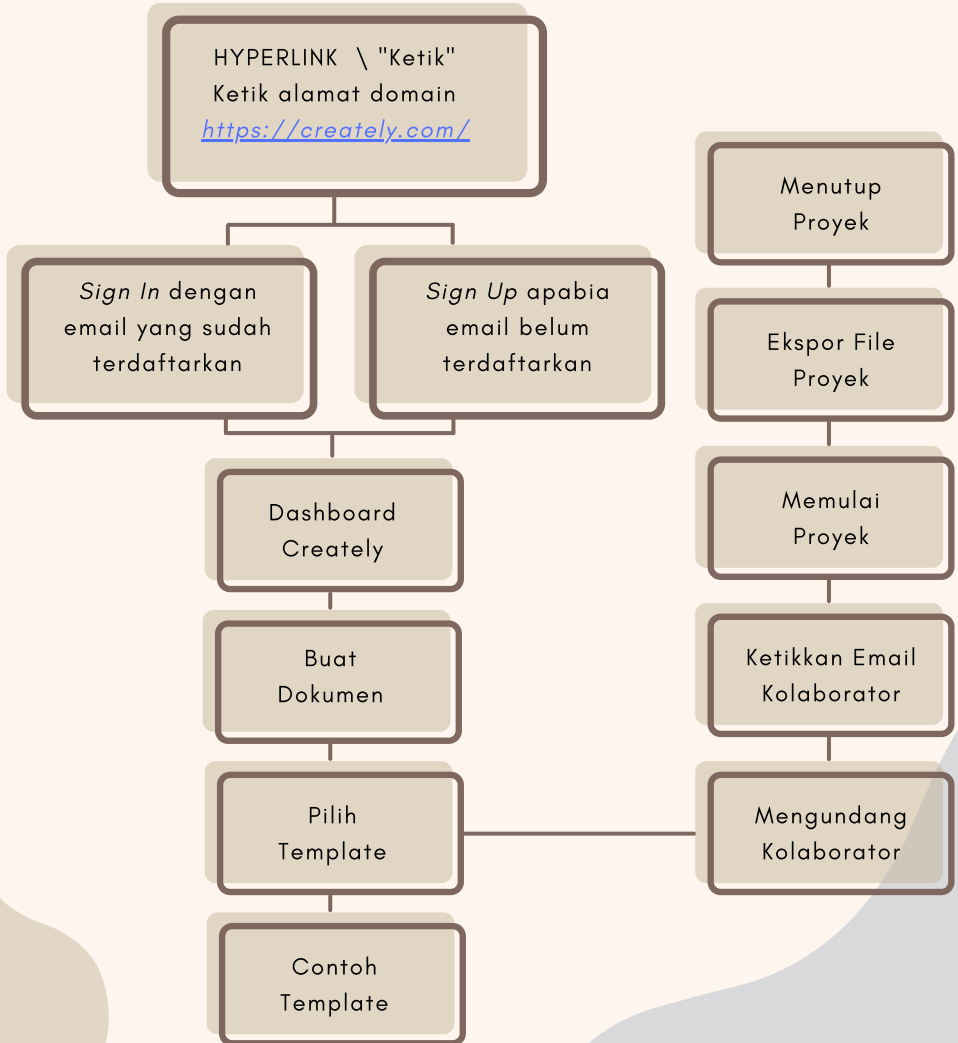 HYPERLINK \ "Ketik"
Ketik alamat domain
https://creately.com/
Sign In dengan
email yang sudah
terdaftarkan
Sign Up apabia
email belum
terdaftarkan
Dashboard
Creately
Buat
Dokumen
Pilih
Template
Contoh
Template
Menutup
Proyek
Ekspor File
Proyek
Memulai
Proyek
Ketikkan Email
Kolaborator
Mengundang
Kolaborator